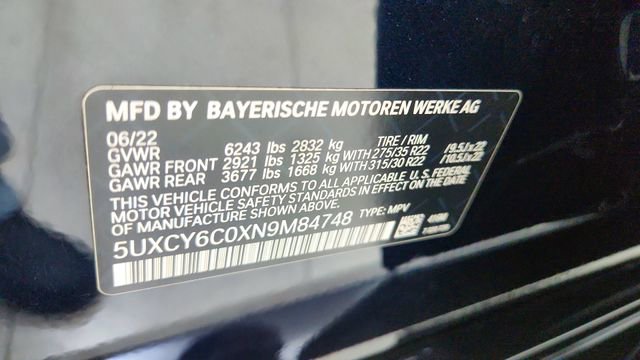 MFD BY BAYERISCHE MOTOREN WERKE AG
06/22 TIRE / RIM
GVWR 6243 lbs 2832 kg
GAWR FRONT 2921 lbs 1325 kg WITH 275/35 R22 /9.5Jx22
GAWR REAR 3677 lbs 1668 kg WITH 315/30 R22 /10.5Jx22
THIS VEHICLE CONFORMS TO ALL APPLICABLE U.S. FEDERAL
MOTOR VEHICLE SAFETY STANDARDS IN EFFECT ON THE DATE
OF MANUFACTURE SHOWN ABOVE.
5UXCY6C0XN9M84748 TYPE: MPV